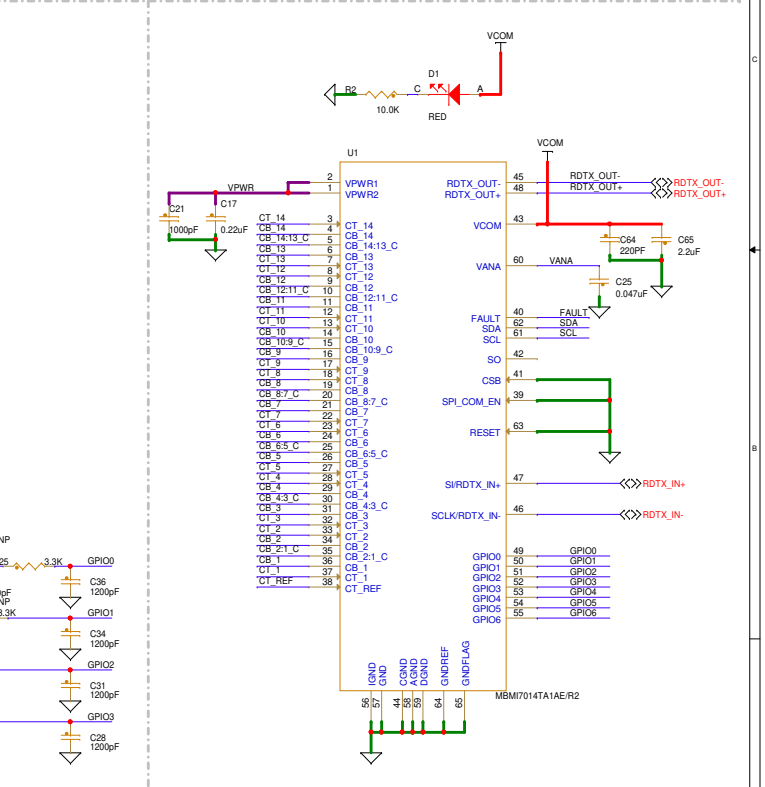 VCOM
C
D1
R2
C
A
10.0K
RED
VCOM
U1
2
VPWR1
1
VPWR2
VPWR
C21
1000pF
C17
0.22uF
RDTX_OUT-
45
RDTX_OUT-
RDTX_OUT-
RDTX_OUT+
48
RDTX_OUT+
RDTX_OUT+
VCOM
43
C64
220PF
C65
2.2uF
VANA
60
VANA
C25
0.047uF
CT_14
3
CT_14
CB_14
4
CB_14
CB_14:13_C
5
CB_14:13_C
CB_13
6
CB_13
CT_13
7
CT_13
CT_12
8
CT_12
CB_12
9
CB_12
CB_12:11_C
10
CB_12:11_C
CB_11
11
CB_11
CT_11
12
CT_11
CT_10
13
CT_10
CB_10
14
CB_10
CB_10:9_C
15
CB_10:9_C
CB_9
16
CB_9
CT_9
17
CT_9
CT_8
18
CT_8
CB_8
19
CB_8
CB_8:7_C
20
CB_8:7_C
CB_7
21
CB_7
CT_7
22
CT_7
CT_6
23
CT_6
CB_6
24
CB_6
CB_6:5_C
25
CB_6:5_C
CB_5
26
CB_5
CT_5
27
CT_5
CT_4
28
CT_4
CB_4
29
CB_4
CB_4:3_C
30
CB_4:3_C
CB_3
31
CB_3
CT_3
32
CT_3
CT_2
33
CT_2
CB_2
34
CB_2
CB_2:1_C
35
CB_2:1_C
CB_1
36
CB_1
CT_1
37
CT_1
CT_REF
38
CT_REF
FAULT
40
FAULT
SDA
62
SDA
SCL
61
SCL
SO
42
CSB
41
SPI_COM_EN
39
RESET
63
B
SI/RDTX_IN+
47
RDTX_IN+
SCLK/RDTX_IN-
46
RDTX_IN-
GPIO0
49
GPIO0
GPIO1
50
GPIO1
GPIO2
51
GPIO2
GPIO3
52
GPIO3
GPIO4
53
GPIO4
GPIO5
54
GPIO5
GPIO6
55
GPIO6
IGND
GND
CGND
AGND
DGND
GNDREF
GNDFLAG
56
57
44
58
59
64
65
MBMI7014TA1AE/R2
NP
25
3.3K
GPIO0
C36
1200pF
pF
NP
3.3K
GPIO1
C34
1200pF
GPIO2
C31
1200pF
GPIO3
C28
1200pF